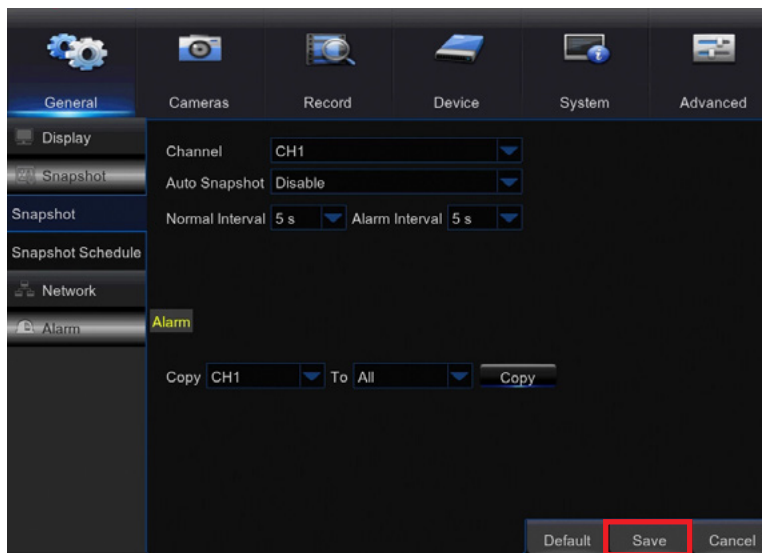 General Cameras Record Device System Advanced
Display
Snapshot
Snapshot
Snapshot Schedule
Network
Alarm
Channel CH1
Auto Snapshot Disable
Normal Interval 5 s Alarm Interval 5 s
Alarm
Copy CH1 To All Copy
Default Save Cancel